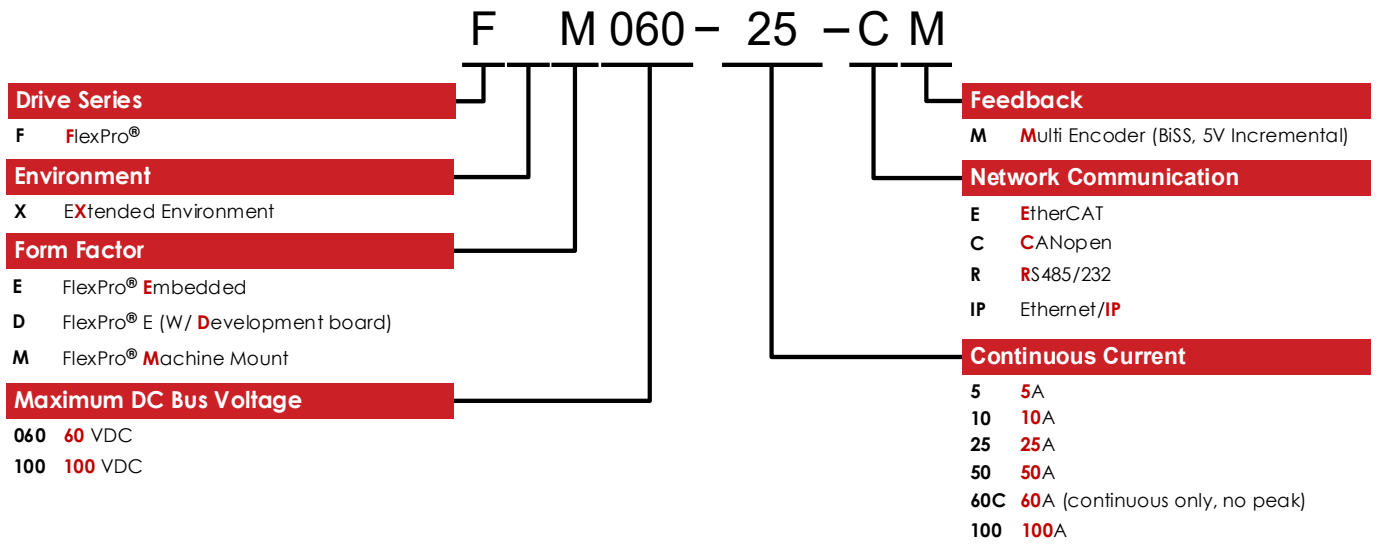 F M 060 – 25 – C M
Drive Series
F FlexPro®
Environment
X EXtended Environment
Form Factor
E FlexPro® Embedded
D FlexPro® E (W/ Development board)
M FlexPro® Machine Mount
Maximum DC Bus Voltage
060 60 VDC
100 100 VDC
Feedback
M Multi Encoder (BiSS, 5V Incremental)
Network Communication
E EtherCAT
C CANopen
R RS485/232
IP Ethernet/IP
Continuous Current
5 5A
10 10A
25 25A
50 50A
60C 60A (continuous only, no peak)
100 100A